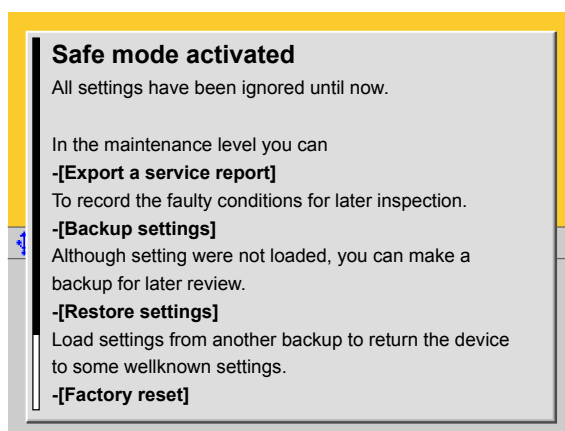 Safe mode activated
All settings have been ignored until now.
In the maintenance level you can
-[Export a service report]
To record the faulty conditions for later inspection.
-[Backup settings]
Although setting were not loaded, you can make a
backup for later review.
-[Restore settings]
Load settings from another backup to return the device
to some wellknown settings.
-[Factory reset]